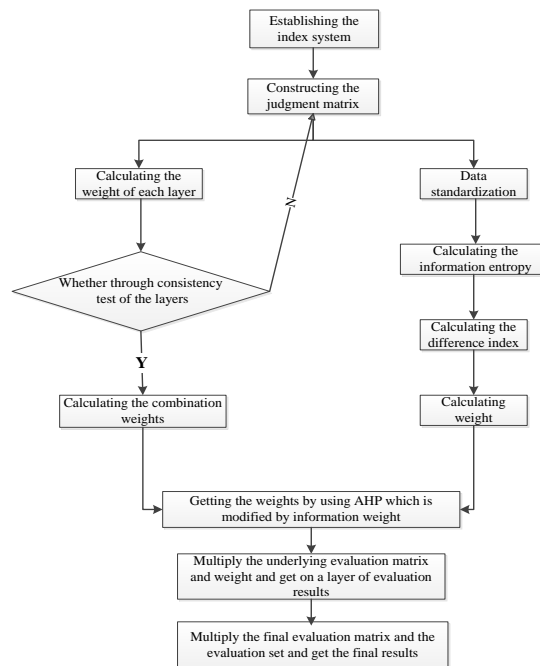 Establishing the
index system
Constructing the
judgment matrix
Calculating the
weight of each layer
Data
standardization
N
Whether through consistency
test of the layers
Calculating the
information entropy
Calculating the
difference index
Y
Calculating the combination
weights
Calculating
weight
Getting the weights by using AHP which is
modified by information weight
Multiply the underlying evaluation matrix
and weight and get on a layer of evaluation
results
Multiply the final evaluation matrix and the
evaluation set and get the final results